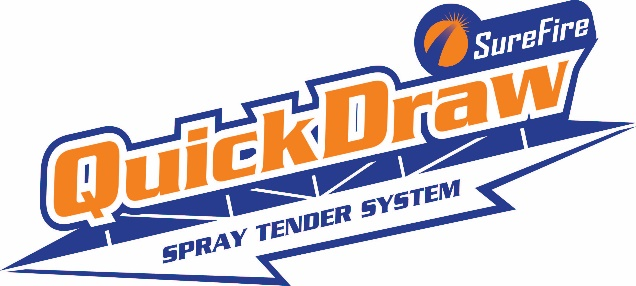 SureFire
QuickDraw
SPRAY TENDER SYSTEM